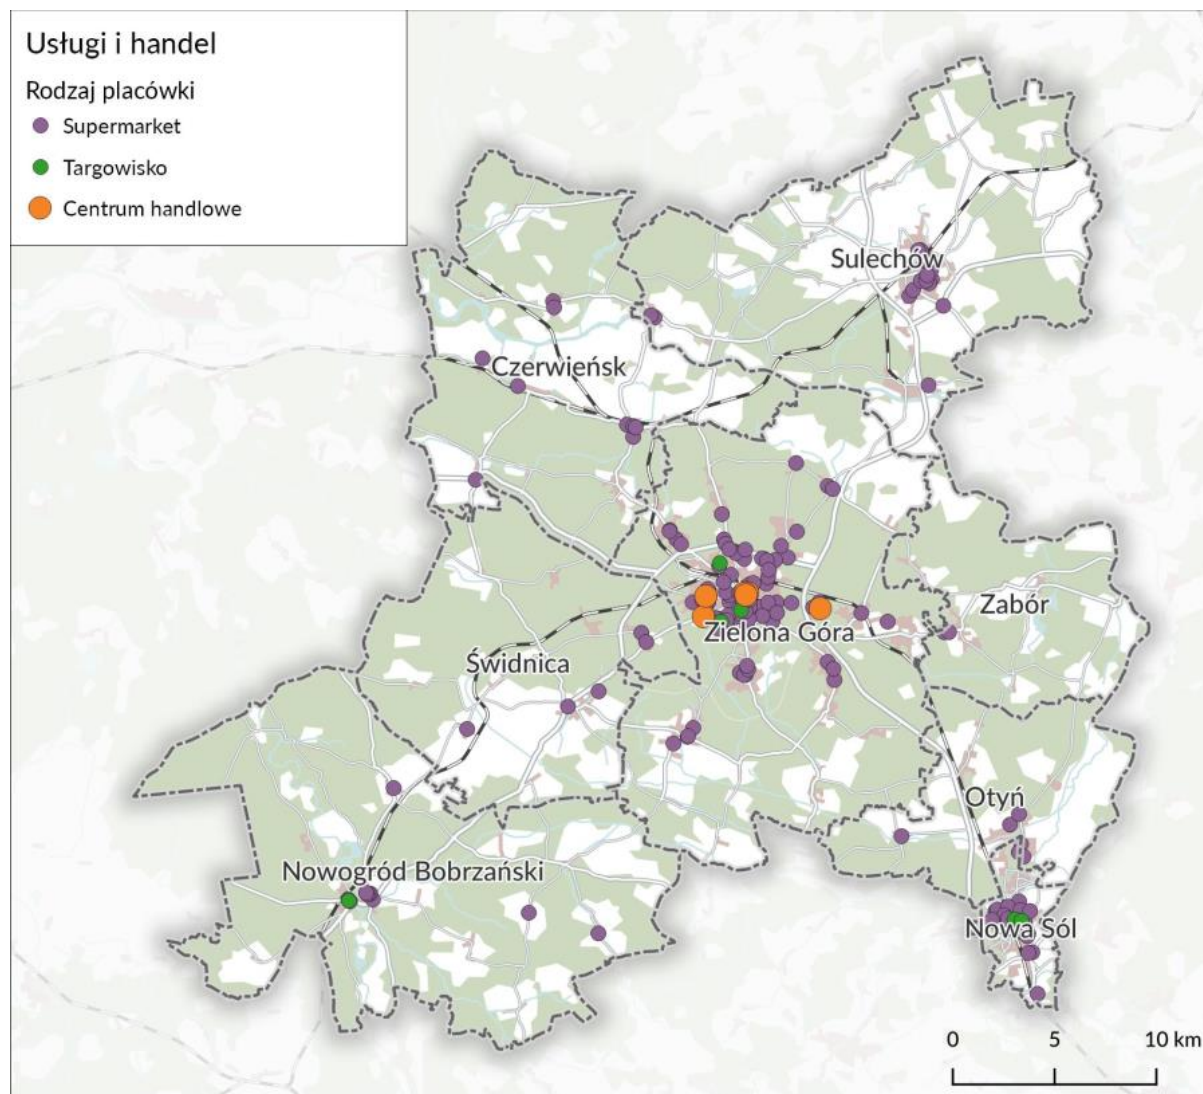 Usługi i handel
Rodzaj placówki
Supermarket
Targowisko
Centrum handlowe
Sulechów
Czerwieńsk
Zabór
Zielona Góra
Świdnica
Otyń
Nowogród Bobrzański
Nowa Sól
0 5 10 km